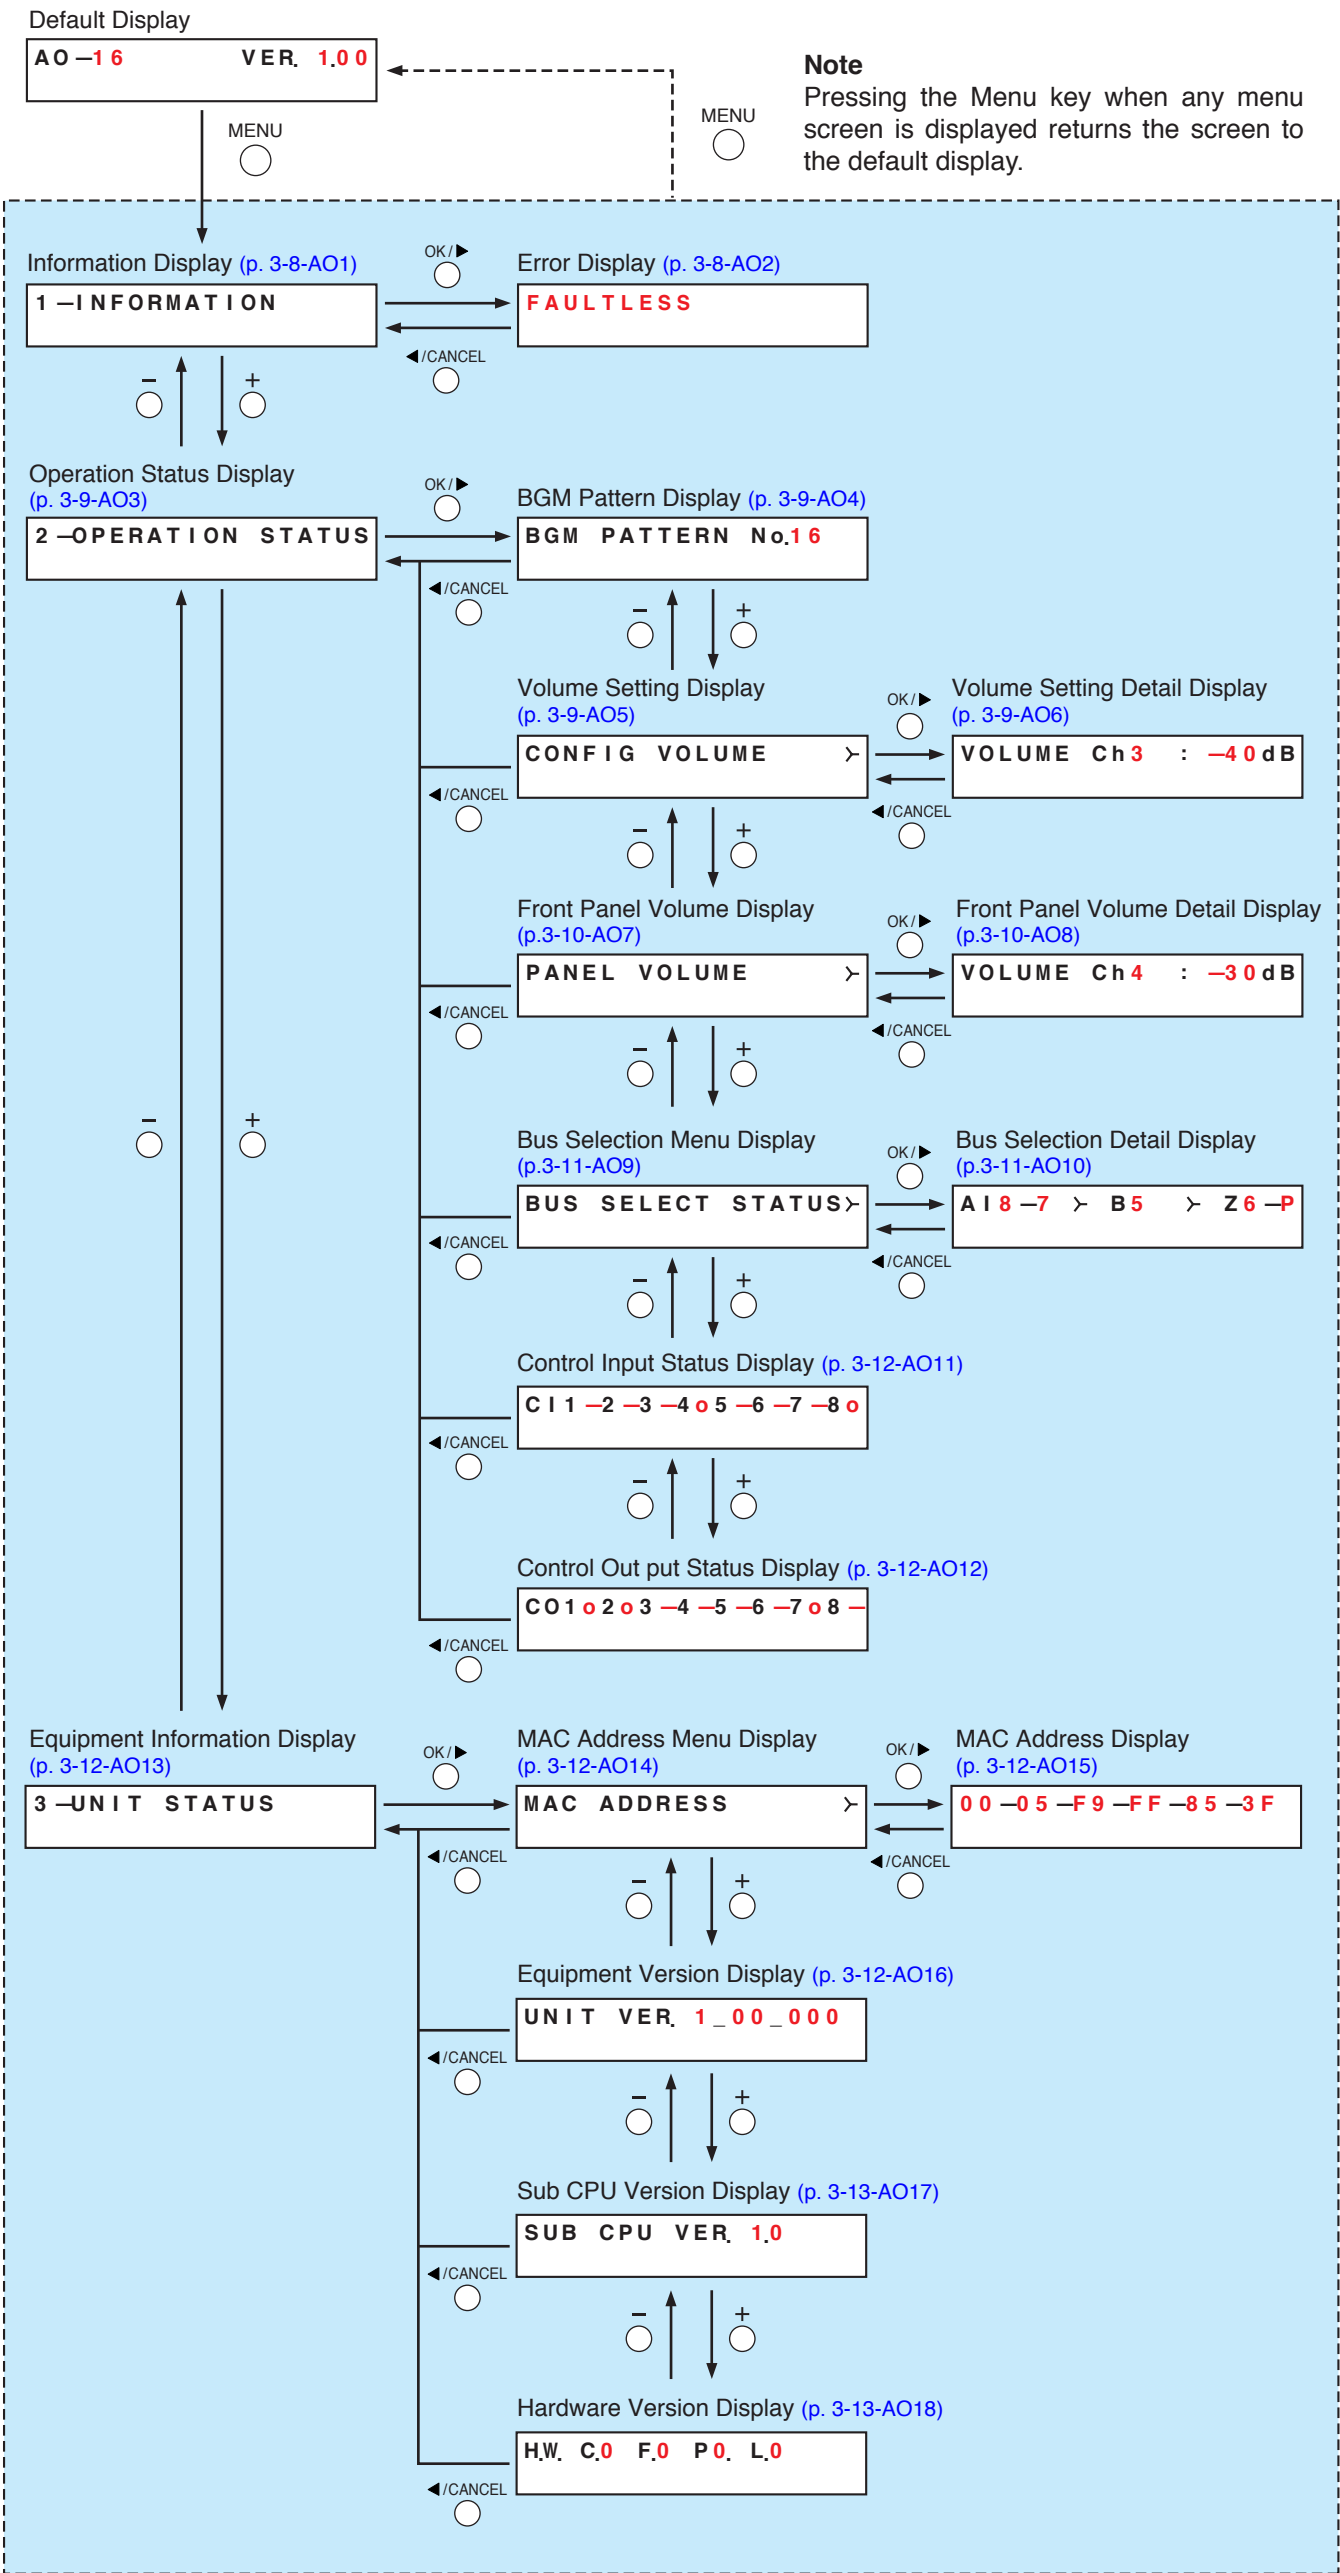 Default Display
AO–16 VER. 1.00
MENU
MENU
Note
Pressing the Menu key when any menu
screen is displayed returns the screen to
the default display.
Information Display (p. 3-8-AO1)
OK/▶
Error Display (p. 3-8-AO2)
1–INFORMATION
FAULTLESS
◀/CANCEL
– +
Operation Status Display
(p. 3-9-AO3)
OK/▶
BGM Pattern Display (p. 3-9-AO4)
2–OPERATION STATUS
BGM PATTERN No.16
◀/CANCEL
– +
Volume Setting Display
(p. 3-9-AO5)
OK/▶
Volume Setting Detail Display
(p. 3-9-AO6)
CONFIG VOLUME >-
VOLUME Ch3 : –40dB
◀/CANCEL
◀/CANCEL
– +
Front Panel Volume Display
(p.3-10-AO7)
OK/▶
Front Panel Volume Detail Display
(p.3-10-AO8)
PANEL VOLUME >-
VOLUME Ch4 : –30dB
◀/CANCEL
◀/CANCEL
– +
– +
Bus Selection Menu Display
(p.3-11-AO9)
OK/▶
Bus Selection Detail Display
(p.3-11-AO10)
BUS SELECT STATUS>-
AI8–7 >- B5 >- Z6–P
◀/CANCEL
◀/CANCEL
– +
Control Input Status Display (p. 3-12-AO11)
CI1–2–3–4o5–6–7–8o
◀/CANCEL
– +
Control Out put Status Display (p. 3-12-AO12)
CO1o2o3–4–5–6–7o8–
◀/CANCEL
Equipment Information Display
(p. 3-12-AO13)
OK/▶
MAC Address Menu Display
(p. 3-12-AO14)
OK/▶
MAC Address Display
(p. 3-12-AO15)
3–UNIT STATUS
MAC ADDRESS >-
00–05–F9–FF–85–3F
◀/CANCEL
◀/CANCEL
– +
Equipment Version Display (p. 3-12-AO16)
UNIT VER. 1_00_000
◀/CANCEL
– +
Sub CPU Version Display (p. 3-13-AO17)
SUB CPU VER. 1.0
◀/CANCEL
– +
Hardware Version Display (p. 3-13-AO18)
H.W. C.0 F.0 P0. L.0
◀/CANCEL